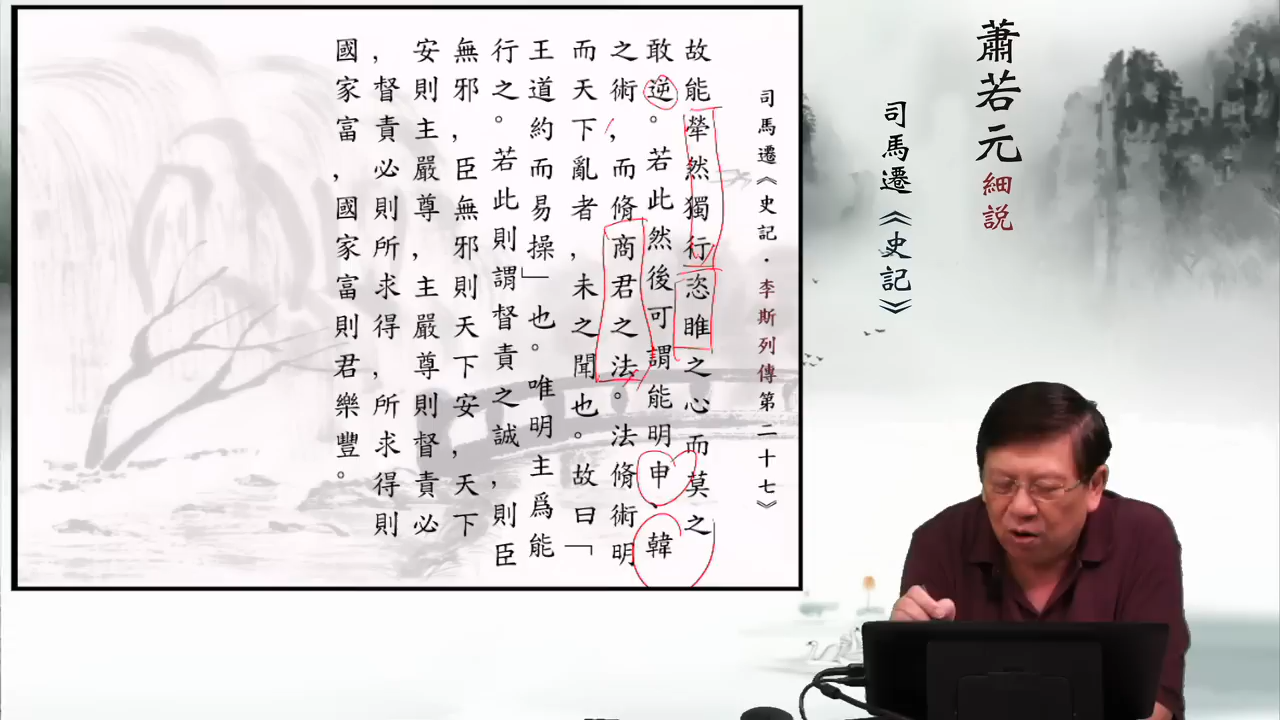 蕭若元細説
司馬遷《史記》
司馬遷《史記·李斯列傳第二十七》
故能犖然獨行恣睢之心而莫之
敢逆。若此然後可謂能明申、韓
之術，而脩商君之法。法脩術明
而天下亂者，未之聞也。故曰「
王道約而易操」也。唯明主爲能
行之。若此則謂督責之誠，則臣
無邪，臣無邪則天下安，天下
安則主嚴尊，主嚴尊則督責必
，督責必則所求得，所求得則
國家富，國家富則君樂豐。